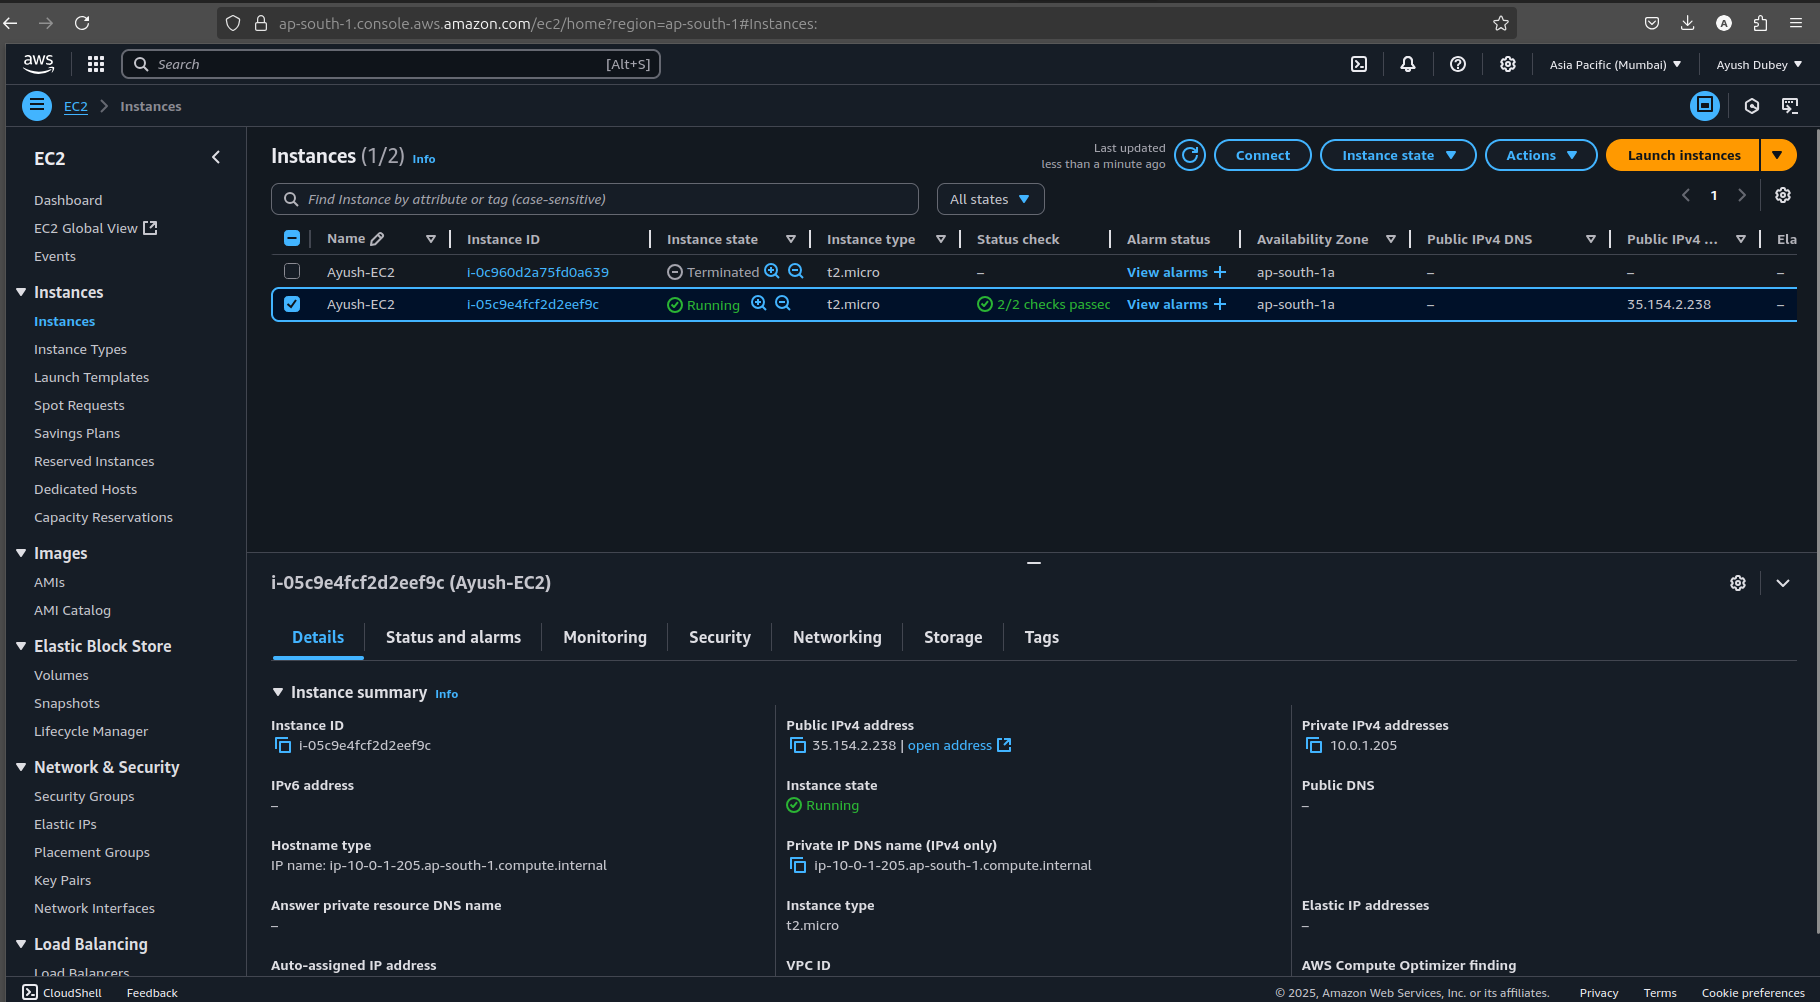 ap-south-1.console.aws.amazon.com/ec2/home?region=ap-south-1#Instances:
A
aws
Search [Alt+S]
Asia Pacific (Mumbai)
Ayush Dubey
EC2 > Instances
EC2
Dashboard
EC2 Global View
Events
Instances
Instances
Instance Types
Launch Templates
Spot Requests
Savings Plans
Reserved Instances
Dedicated Hosts
Capacity Reservations
Images
AMIs
AMI Catalog
Elastic Block Store
Volumes
Snapshots
Lifecycle Manager
Network & Security
Security Groups
Elastic IPs
Placement Groups
Key Pairs
Network Interfaces
Load Balancing
Load Balancers
Instances (1/2) Info
Last updated
less than a minute ago
Connect
Instance state
Actions
Launch instances
Find Instance by attribute or tag (case-sensitive)
All states
1
Name Instance ID Instance state Instance type Status check Alarm status Availability Zone Public IPv4 DNS Public IPv4 ... Ela
Ayush-EC2 i-0c960d2a75fd0a639 Terminated t2.micro – View alarms + ap-south-1a – – –
Ayush-EC2 i-05c9e4fcf2d2eef9c Running t2.micro 2/2 checks passec View alarms + ap-south-1a – 35.154.2.238 –
i-05c9e4fcf2d2eef9c (Ayush-EC2)
Details Status and alarms Monitoring Security Networking Storage Tags
Instance summary Info
Instance ID
i-05c9e4fcf2d2eef9c
Public IPv4 address
35.154.2.238 | open address
Private IPv4 addresses
10.0.1.205
IPv6 address
–
Instance state
Running
Public DNS
–
Hostname type
IP name: ip-10-0-1-205.ap-south-1.compute.internal
Private IP DNS name (IPv4 only)
ip-10-0-1-205.ap-south-1.compute.internal
Answer private resource DNS name
–
Instance type
t2.micro
Elastic IP addresses
–
Auto-assigned IP address
VPC ID
AWS Compute Optimizer finding
CloudShell Feedback
© 2025, Amazon Web Services, Inc. or its affiliates. Privacy Terms Cookie preferences